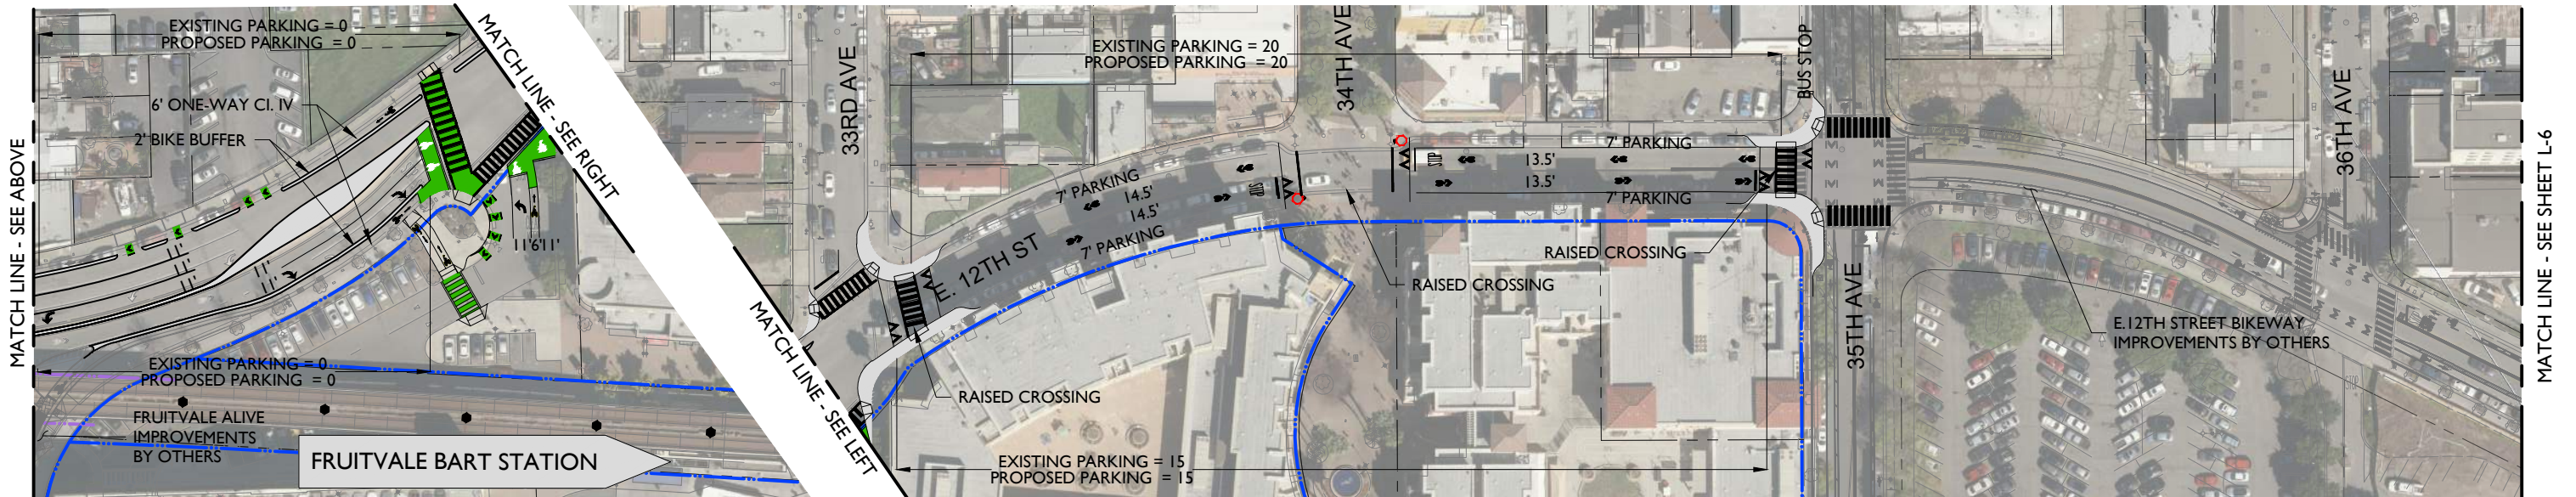 MATCH LINE - SEE ABOVE
EXISTING PARKING = 0
PROPOSED PARKING = 0
6' ONE-WAY CI. IV
2' BIKE BUFFER
11'6'11'
EXISTING PARKING = 0
PROPOSED PARKING = 0
FRUITVALE ALIVE
IMPROVEMENTS
BY OTHERS
FRUITVALE BART STATION
MATCH LINE - SEE RIGHT
MATCH LINE - SEE LEFT
33RD AVE
EXISTING PARKING = 20
PROPOSED PARKING = 20
34TH AVE
BUS STOP
7' PARKING
14.5'
14.5'
7' PARKING
E. 12TH ST
STOP
STOP
7' PARKING
13.5'
13.5'
7' PARKING
RAISED CROSSING
RAISED CROSSING
RAISED CROSSING
EXISTING PARKING = 15
PROPOSED PARKING = 15
35TH AVE
36TH AVE
E.12TH STREET BIKEWAY
IMPROVEMENTS BY OTHERS
MATCH LINE - SEE SHEET L-6